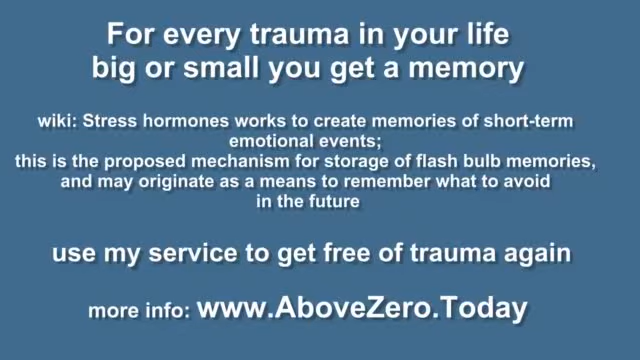 For every trauma in your life
big or small you get a memory
wiki: Stress hormones works to create memories of short-term
emotional events;
this is the proposed mechanism for storage of flash bulb memories,
and may originate as a means to remember what to avoid
in the future
use my service to get free of trauma again
more info: www.AboveZero.Today